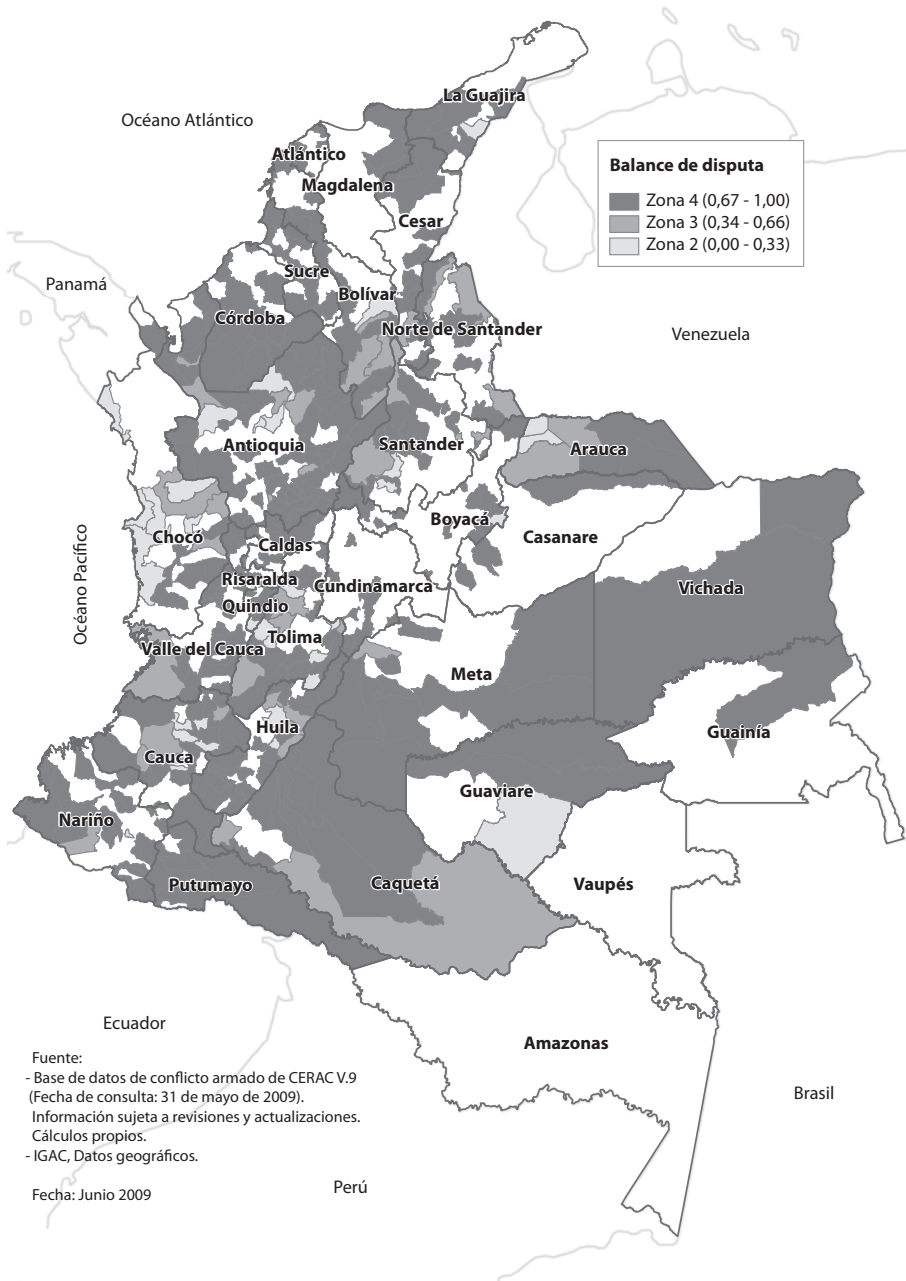 La Guajira
Océano Atlántico
Atlántico
Magdalena
Balance de disputa
Zona 4 (0,67 - 1,00)
Zona 3 (0,34 - 0,66)
Zona 2 (0,00 - 0,33)
Cesar
Sucre
Panamá
Bolívar
Córdoba
Norte de Santander
Venezuela
Antioquia
Santander
Arauca
Boyacá
Chocó
Casanare
Caldas
Océano Pacífico
Risaralda
Cundinamarca
Vichada
Quindio
Tolima
Valle del Cauca
Meta
Huila
Guainía
Cauca
Guaviare
Nariño
Putumayo
Caquetá
Vaupés
Ecuador
Amazonas
Fuente:
- Base de datos de conflicto armado de CERAC V.9
(Fecha de consulta: 31 de mayo de 2009).
Información sujeta a revisiones y actualizaciones.
Cálculos propios.
- IGAC, Datos geográficos.
Brasil
Perú
Fecha: Junio 2009